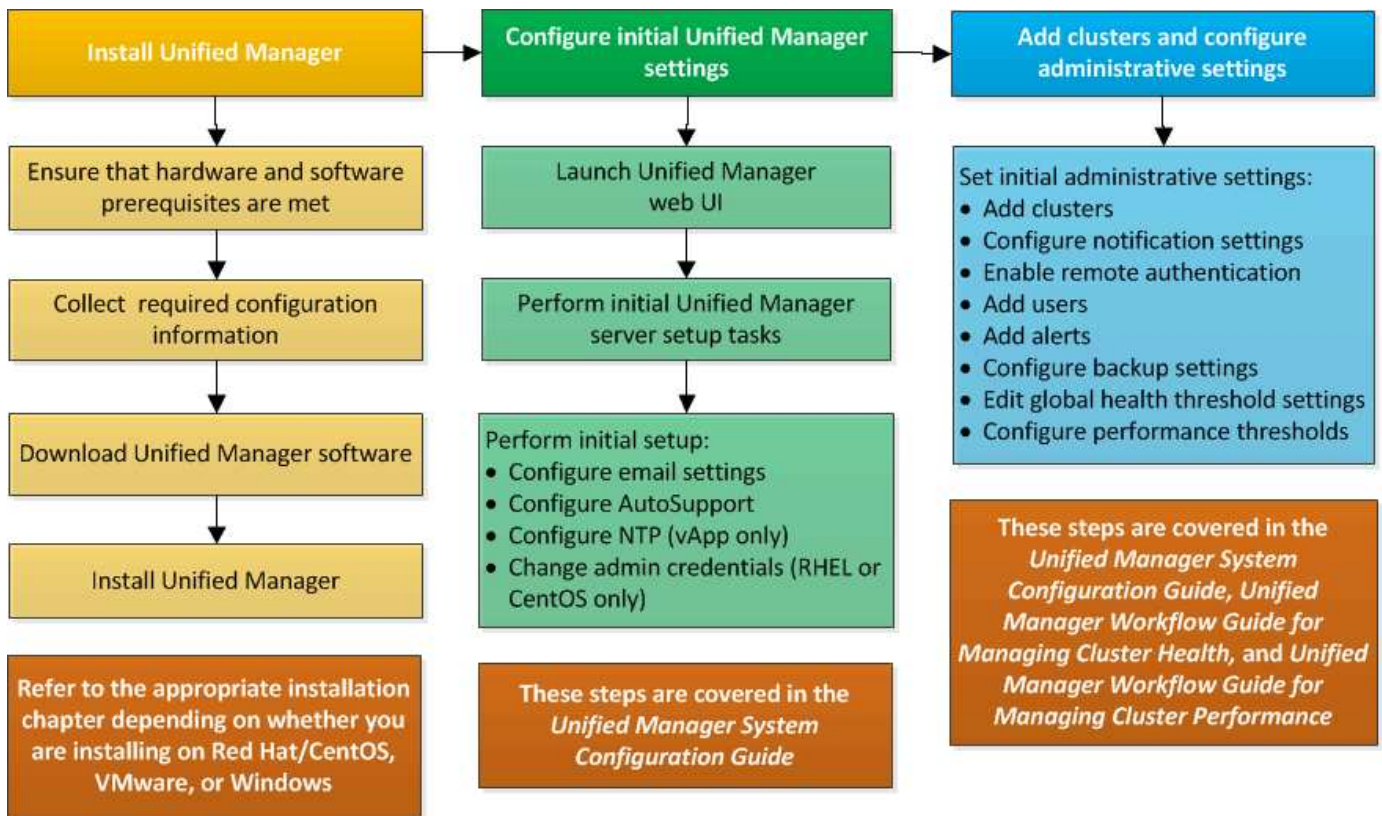 Install Unified Manager
Ensure that hardware and software
prerequisites are met
Collect required configuration
information
Download Unified Manager software
Install Unified Manager
Refer to the appropriate installation
chapter depending on whether you
are installing on Red Hat/CentOS,
VMware, or Windows
Configure initial Unified Manager
settings
Launch Unified Manager
web UI
Perform initial Unified Manager
server setup tasks
Perform initial setup:
• Configure email settings
• Configure AutoSupport
• Configure NTP (vApp only)
• Change admin credentials (RHEL or
CentOS only)
These steps are covered in the
Unified Manager System
Configuration Guide
Add clusters and configure
administrative settings
Set initial administrative settings:
• Add clusters
• Configure notification settings
• Enable remote authentication
• Add users
• Add alerts
• Configure backup settings
• Edit global health threshold settings
• Configure performance thresholds
These steps are covered in the
Unified Manager System
Configuration Guide, Unified
Manager Workflow Guide for
Managing Cluster Health, and Unified
Manager Workflow Guide for
Managing Cluster Performance